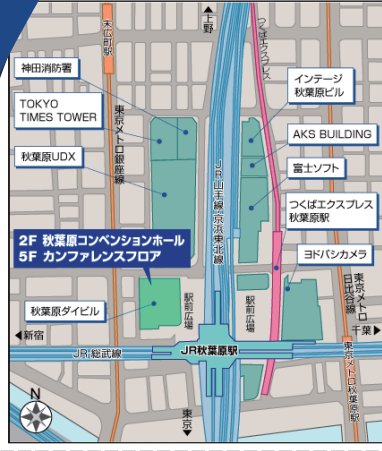 末広町駅
▲
上野
つくばエクスプレス
神田消防署
TOKYO
TIMES TOWER
秋葉原UDX
東京メトロ銀座線
JR山手線・京浜東北線
インテージ
秋葉原ビル
AKS BUILDING
富士ソフト
つくばエクスプレス
秋葉原駅
ヨドバシカメラ
2F 秋葉原コンベンションホール
5F カンファレンスフロア
秋葉原ダイビル
駅前広場
駅前広場
東京メトロ
日比谷線
◀新宿
千葉▶
JR 総武線
JR秋葉原駅
東京メトロ秋葉原駅
N
東京
▼